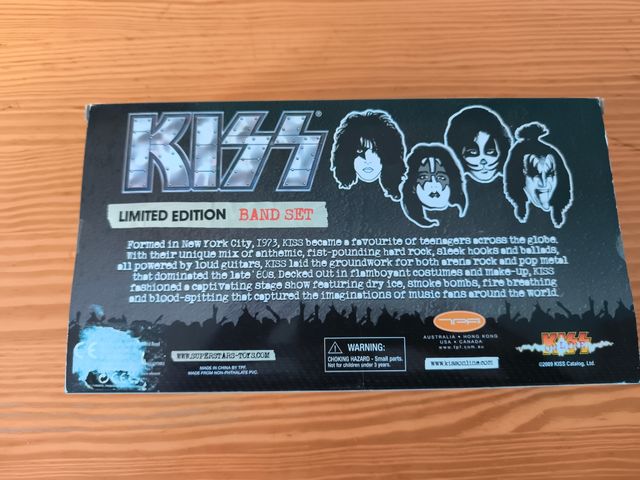 KISS®
LIMITED EDITION BAND SET
Formed in New York City, 1973, KISS became a favourite of teenagers across the globe.
With their unique mix of anthemic, fist-pounding hard rock, sleek hooks and ballads,
all powered by loud guitars, KISS laid the groundwork for both arena rock and pop metal
that dominated the late '80s. Decked out in flamboyant costumes and make-up, KISS
fashioned a captivating stage show featuring dry ice, smoke bombs, fire breathing
and blood-spitting that captured the imaginations of music fans around the world.
WWW.SUPERSTARS-TOYS.COM
MADE IN CHINA BY TPF.
MADE FROM NON-PHTHALATE PVC.
WARNING:
CHOKING HAZARD - Small parts.
Not for children under 3 years.
TPF
AUSTRALIA • HONG KONG
USA • CANADA
www.tpf.com.au
www.kissonline.com
KISS
©2009 KISS Catalog, Ltd.